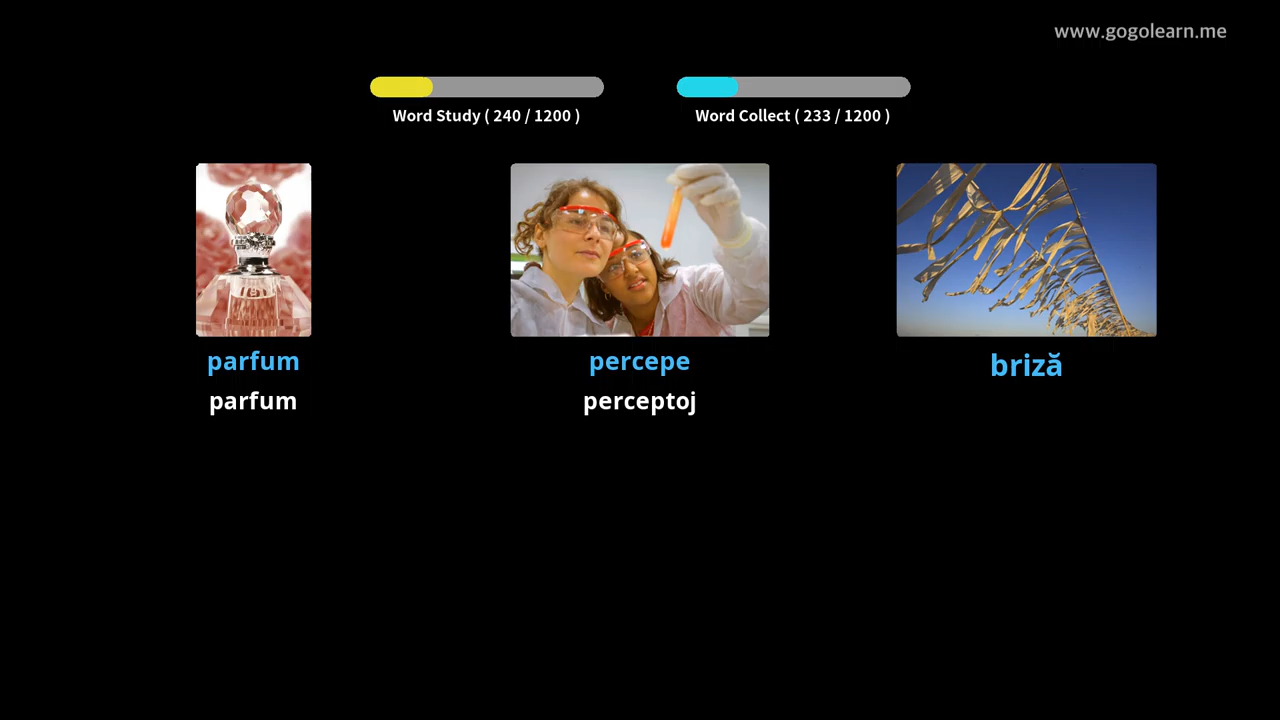 www.gogolearn.me
Word Study ( 240 / 1200 )
Word Collect ( 233 / 1200 )
parfum
parfum
percepe
perceptoj
briză